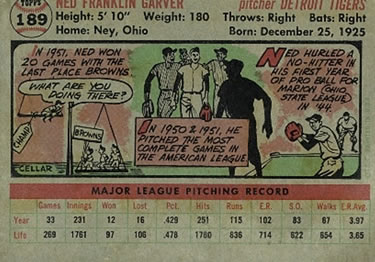 TOPPS
189
NED FRANKLIN GARVER
pitcher DETROIT TIGERS
Height: 5' 10" Weight: 180 Throws: Right Bats: Right
Home: Ney, Ohio Born: December 25, 1925
IN 1951, NED WON
20 GAMES WITH THE
LAST PLACE BROWNS
WHAT ARE YOU
DOING THERE?
CHAMP
BROWNS
CELLAR
IN 1950 & 1951, HE
PITCHED THE MOST
COMPLETE GAMES IN
THE AMERICAN LEAGUE.
NED HURLED A
NO-HITTER IN
HIS FIRST YEAR
OF PRO BALL FOR
MARION (OHIO
STATE LEAGUE)
IN '44.
MAJOR LEAGUE PITCHING RECORD
Games Innings Won Lost Pct. Hits Runs E.R. S.O. Walks E.R.Avg.
Year 33 231 12 16 .429 251 115 102 83 67 3.97
Life 269 1761 97 106 .478 1760 836 714 682 654 3.65